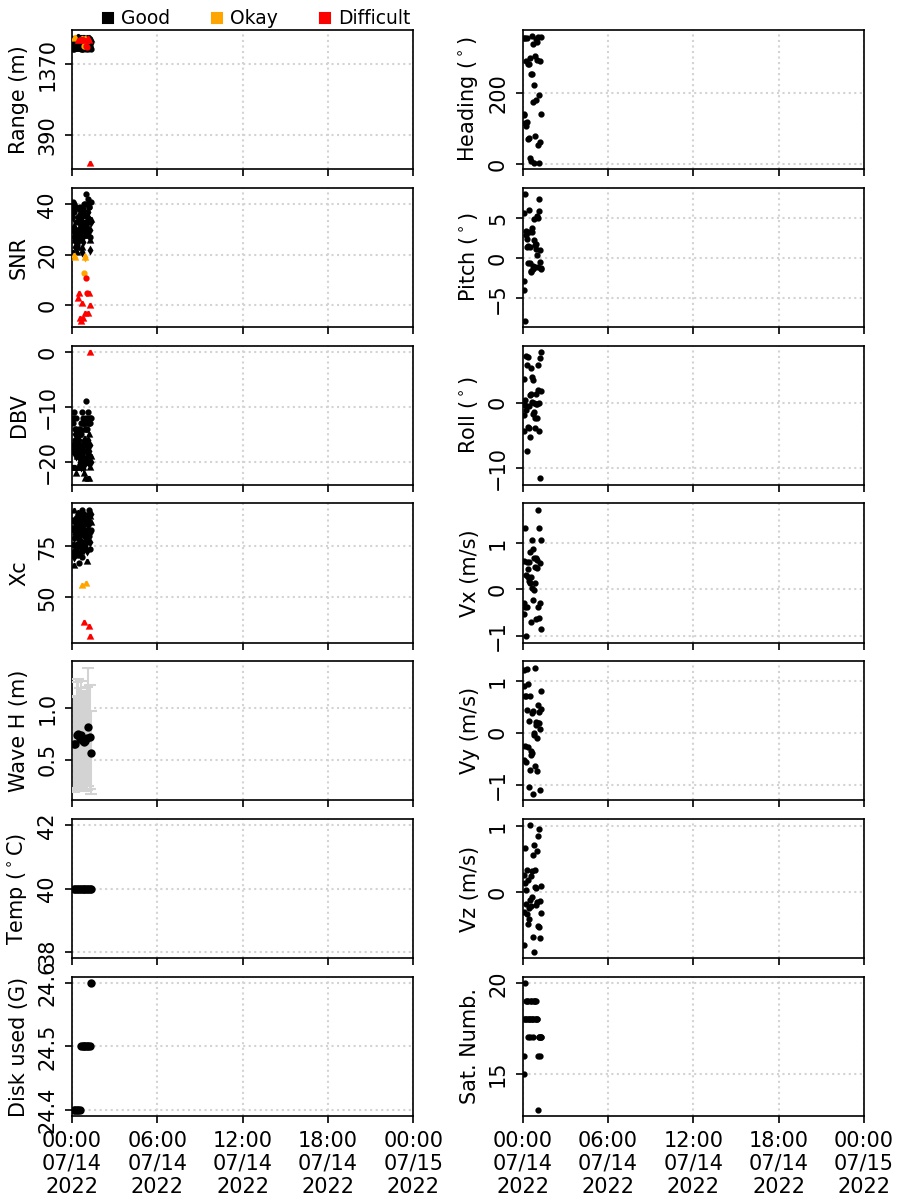 Good Okay Difficult
Range (m)
1370
390
Heading (°)
200
0
SNR
40
20
0
Pitch (°)
5
0
−5
DBV
0
−10
−20
Roll (°)
0
−10
Xc
75
50
Vx (m/s)
1
0
−1
Wave H (m)
1.0
0.5
Vy (m/s)
1
0
−1
Temp (°C)
42
40
38
Vz (m/s)
1
0
Disk used (G)
24.6
24.5
24.4
Sat. Numb.
20
15
00:00 06:00 12:00 18:00 00:00
07/14 07/14 07/14 07/14 07/15
2022 2022 2022 2022 2022
00:00 06:00 12:00 18:00 00:00
07/14 07/14 07/14 07/14 07/15
2022 2022 2022 2022 2022